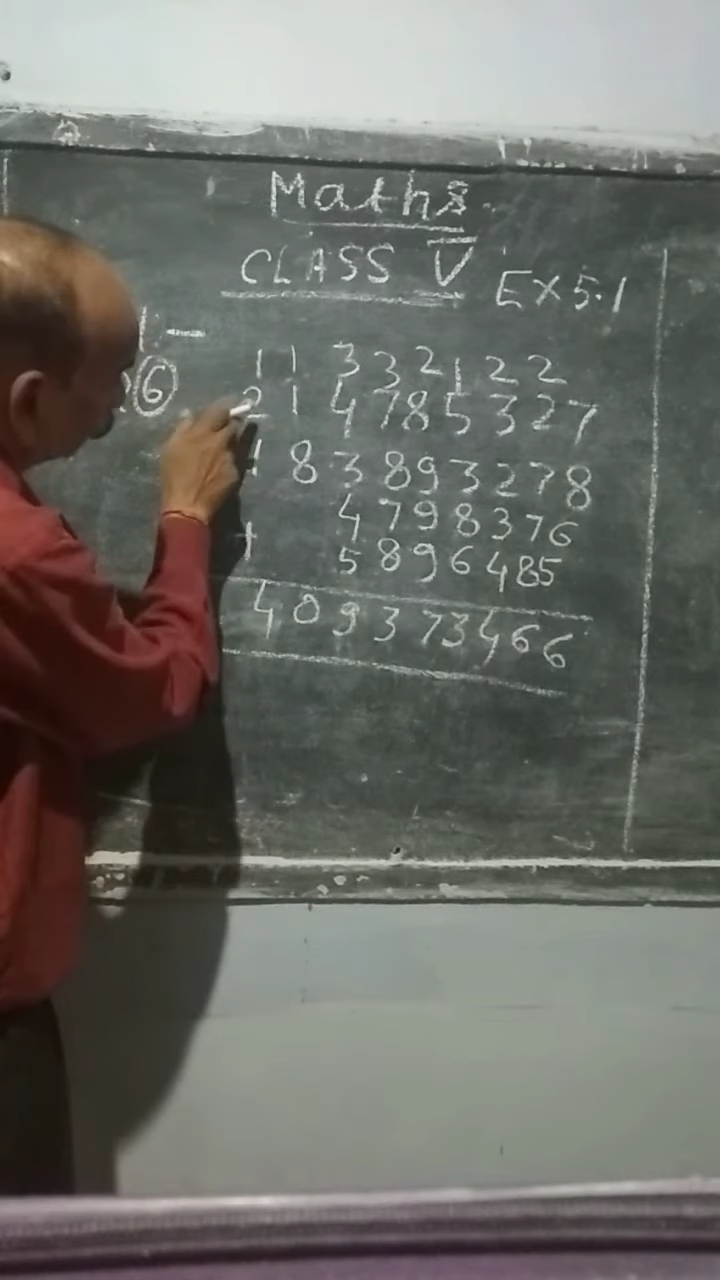 Maths.
CLASS V
EX 5.1
1 -
6
1 1 3 3 2 1 2 2
2 1 4 7 8 5 3 2 7
1 8 3 8 9 3 2 7 8
4 7 9 8 3 7 6
+ 5 8 9 6 4 8 5
4 0 9 3 7 3 4 6 6